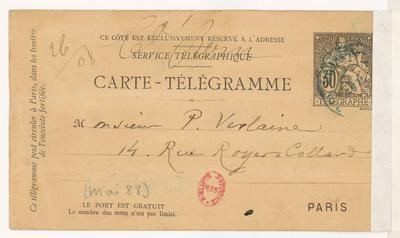 CE CÔTÉ EST EXCLUSIVEMENT RÉSERVÉ A L'ADRESSE
SERVICE TÉLÉGRAPHIQUE
CARTE-TÉLÉGRAMME
30
TÉLÉGRAPHE
Monsieur P. Verlaine
14, Rue Royer-Collard
(Mai 88)
PARIS
LE PORT EST GRATUIT
Le nombre des mots n'est pas limité.
Ce télégramme peut circuler à Paris, dans les limites
de l'enceinte fortifiée.